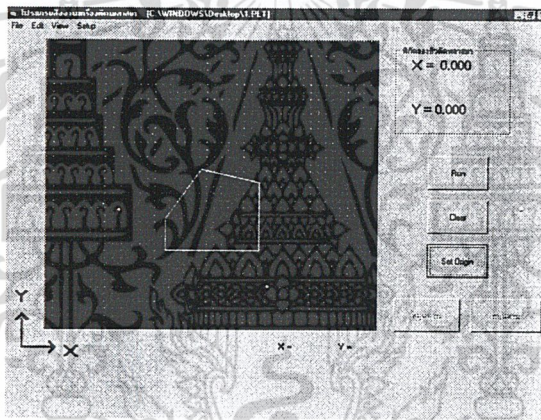 [C:\WINDOWS\Desktop\1.PLT]
File Edit View Setup
X = 0.000
Y = 0.000
Run
Clear
Set Origin
Y
X
X = Y =